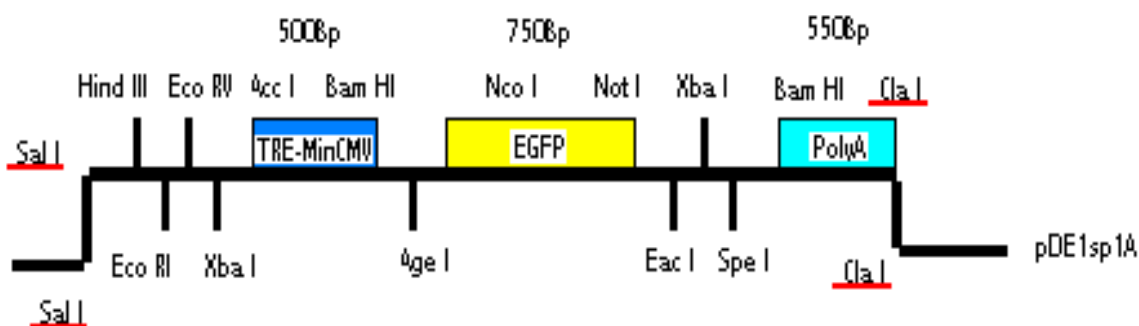 500Bp 750Bp 550Bp
Hind III Eco RV Acc I Bam HI Nco I Not I Xba I Bam HI Cla I
Sal I TRE-MinCMV EGFP PolyA
Eco RI Xba I Age I Eac I Spe I Cla I pDE1sp1A
Sal I